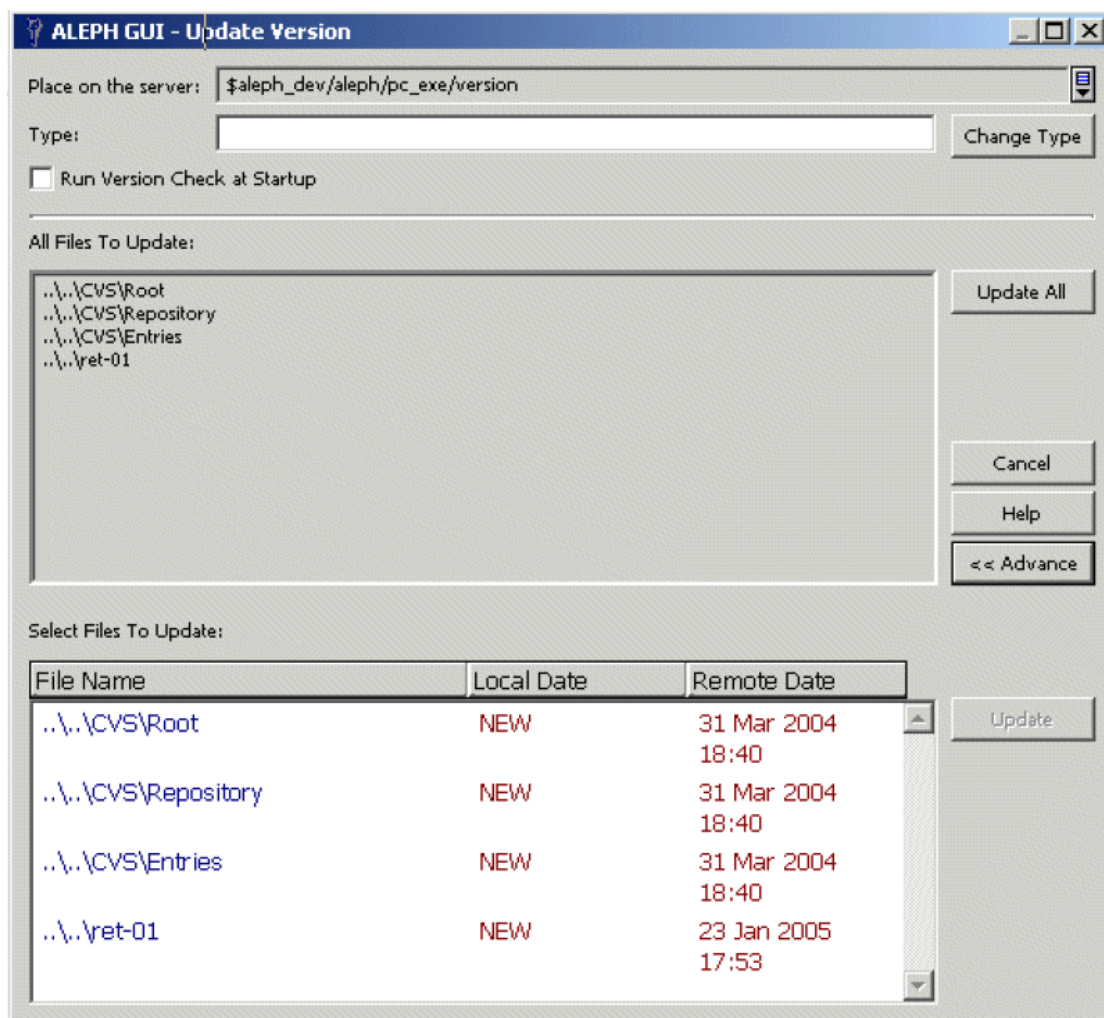 ALEPH GUI - Update Version
Place on the server: $aleph_dev/aleph/pc_exe/version
Type: Change Type
Run Version Check at Startup
All Files To Update:
..\..\CVS\Root
..\..\CVS\Repository
..\..\CVS\Entries
..\..\ret-01
Update All
Cancel
Help
<< Advance
Select Files To Update:
File Name Local Date Remote Date
..\..\CVS\Root NEW 31 Mar 2004
18:40
..\..\CVS\Repository NEW 31 Mar 2004
18:40
..\..\CVS\Entries NEW 31 Mar 2004
18:40
..\..\ret-01 NEW 23 Jan 2005
17:53
Update